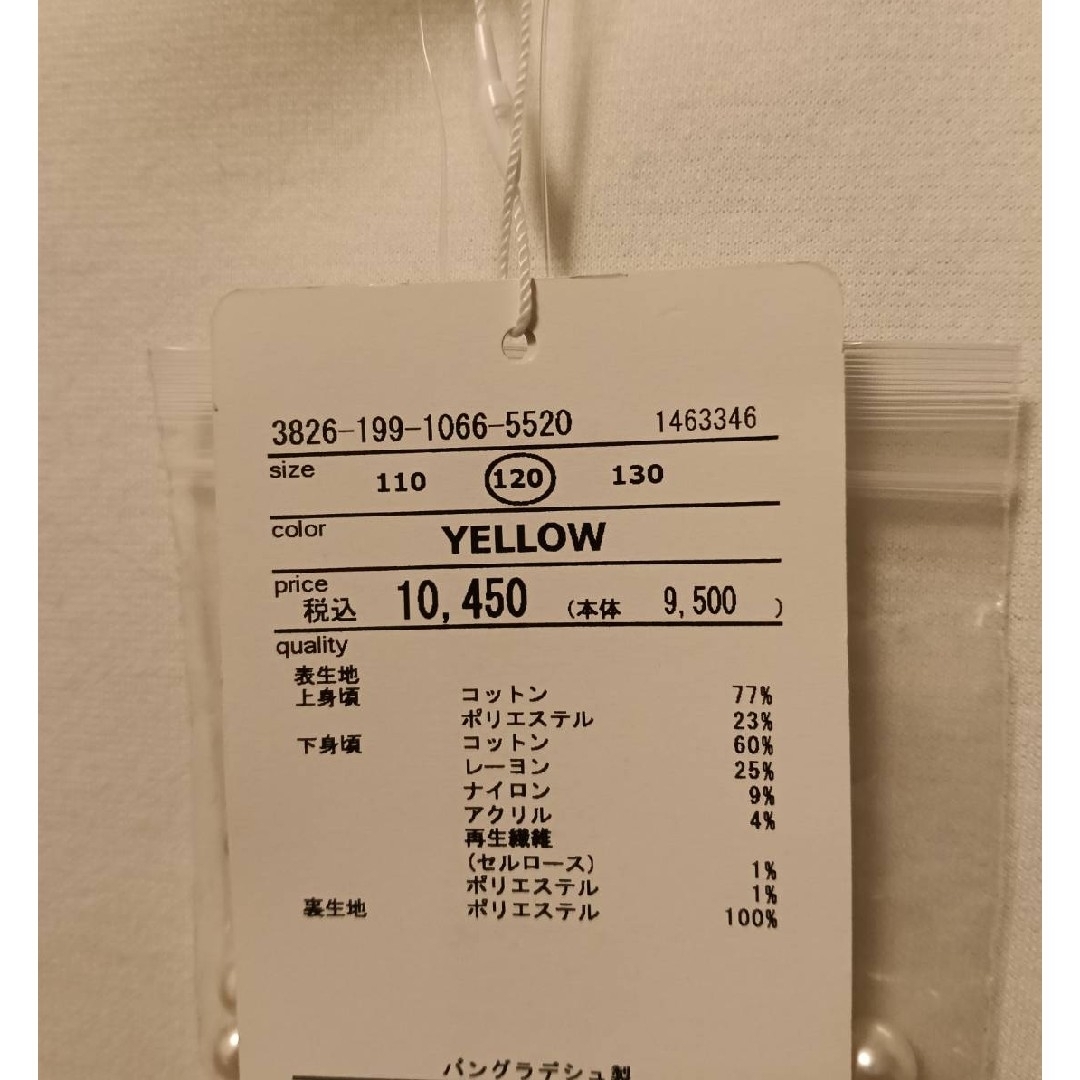 3826-199-1066-5520 1463346
size 110 120 130
color YELLOW
price 税込 10,450 (本体 9,500 )
quality
表生地
上身頃 コットン 77%
ポリエステル 23%
下身頃 コットン 60%
レーヨン 25%
ナイロン 9%
アクリル 4%
再生繊維
(セルロース) 1%
ポリエステル 1%
裏生地 ポリエステル 100%
バングラデシュ製